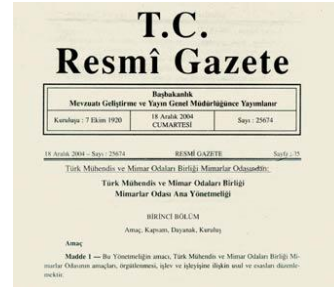 T.C.
Resmî Gazete
Başbakanlık
Mevzuatı Geliştirme ve Yayın Genel Müdürlüğünce Yayımlanır
Kuruluşu : 7 Ekim 1920
18 Aralık 2004
CUMARTESİ
Sayı : 25674
18 Aralık 2004 – Sayı : 25674 RESMÎ GAZETE Sayfa : 35
Türk Mühendis ve Mimar Odaları Birliği Mimarlar Odasından:
Türk Mühendis ve Mimar Odaları Birliği
Mimarlar Odası Ana Yönetmeliği
BİRİNCİ BÖLÜM
Amaç, Kapsam, Dayanak, Kuruluş
Amaç
Madde 1 — Bu Yönetmeliğin amacı, Türk Mühendis ve Mimar Odaları Birliği Mi-
marlar Odasının amaçları, örgütlenmesi, iş ve işleyişine ilişkin usul ve esasları düzenle-
mektir.